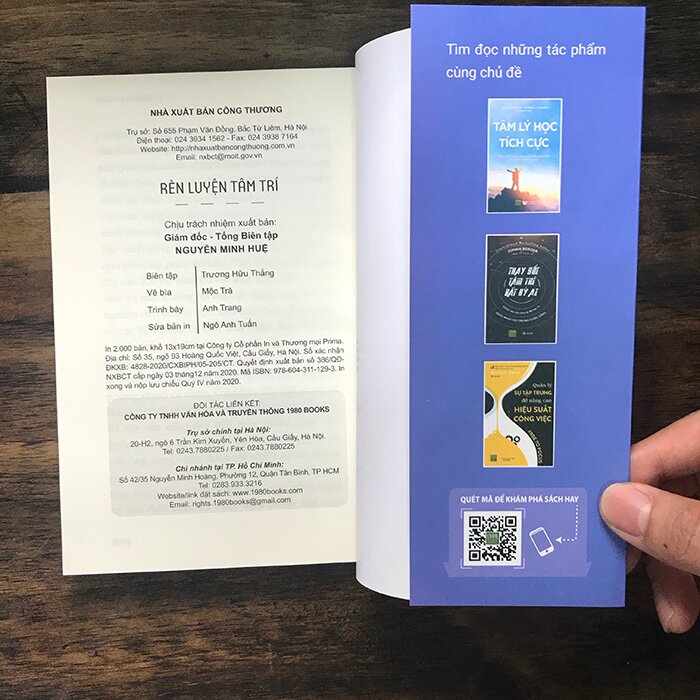 NHÀ XUẤT BẢN CÔNG THƯƠNG
Trụ sở: Số 655 Phạm Văn Đồng, Bắc Từ Liêm, Hà Nội
Điện thoại: 024 3934 1562 - Fax: 024 3938 7164
Website: http://nhaxuatbancongthuong.com.vn
Email: nxbct@moit.gov.vn
RÈN LUYỆN TÂM TRÍ
Chịu trách nhiệm xuất bản:
Giám đốc - Tổng Biên tập
NGUYỄN MINH HUỆ
Biên tập Trương Hữu Thắng
Vẽ bìa Mộc Trà
Trình bày Anh Trang
Sửa bản in Ngô Anh Tuấn
In 2.000 bản, khổ 13x19cm tại Công ty Cổ phần In và Thương mại Prima.
Địa chỉ: Số 35, ngõ 93 Hoàng Quốc Việt, Cầu Giấy, Hà Nội. Số xác nhận
ĐKXB: 4828-2020/CXBIPH/05-205/CT. Quyết định xuất bản số 386/QĐ-
NXBCT cấp ngày 03 tháng 12 năm 2020. Mã ISBN: 978-604-311-129-3. In
xong và nộp lưu chiểu Quý IV năm 2020.
ĐỐI TÁC LIÊN KẾT:
CÔNG TY TNHH VĂN HÓA VÀ TRUYỀN THÔNG 1980 BOOKS
Trụ sở chính tại Hà Nội:
20-H2, ngõ 6 Trần Kim Xuyến, Yên Hòa, Cầu Giấy, Hà Nội.
Tel: 0243.7880225 / Fax: 0243.7880225
Chi nhánh tại TP. Hồ Chí Minh:
Số 42/35 Nguyễn Minh Hoàng, Phường 12, Quận Tân Bình, TP HCM
Tel: 0283.933.3216
Website/link đặt sách: www.1980books.com
Email: rights.1980books@gmail.com
Tìm đọc những tác phẩm
cùng chủ đề
TÂM LÝ HỌC
TÍCH CỰC
JONAH BERGER
THAY ĐỔI
TÂM TRÍ
BẤT KỲ AI
Quản lý
SỰ TẬP TRUNG
để nâng cao
HIỆU SUẤT
CÔNG VIỆC
QUÉT MÃ ĐỂ KHÁM PHÁ SÁCH HAY